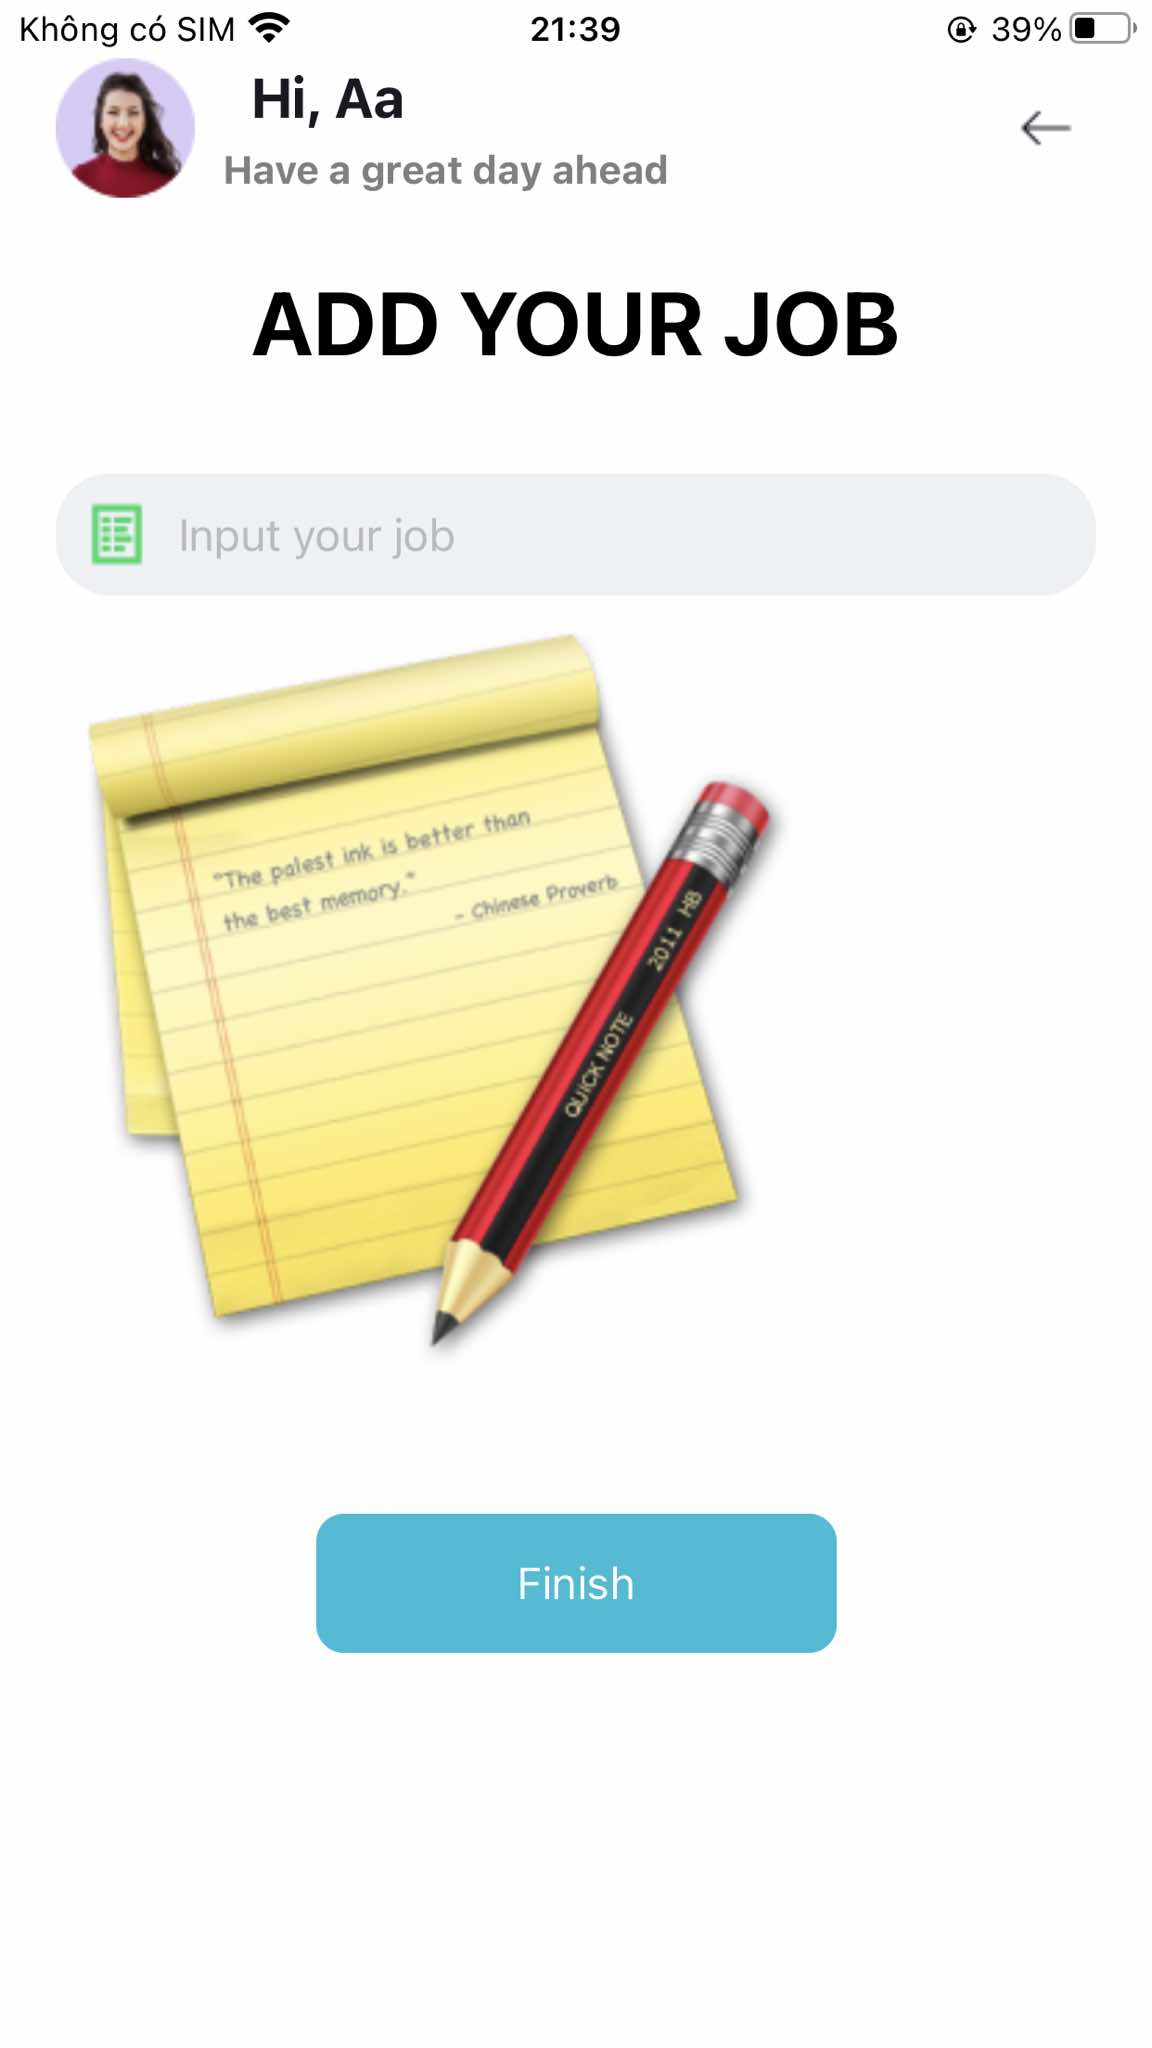 Không có SIM 21:39 39%
Hi, Aa
Have a great day ahead
ADD YOUR JOB
Input your job
"The palest ink is better than
the best memory."
- Chinese Proverb
QUICK NOTE 2011 HB
Finish